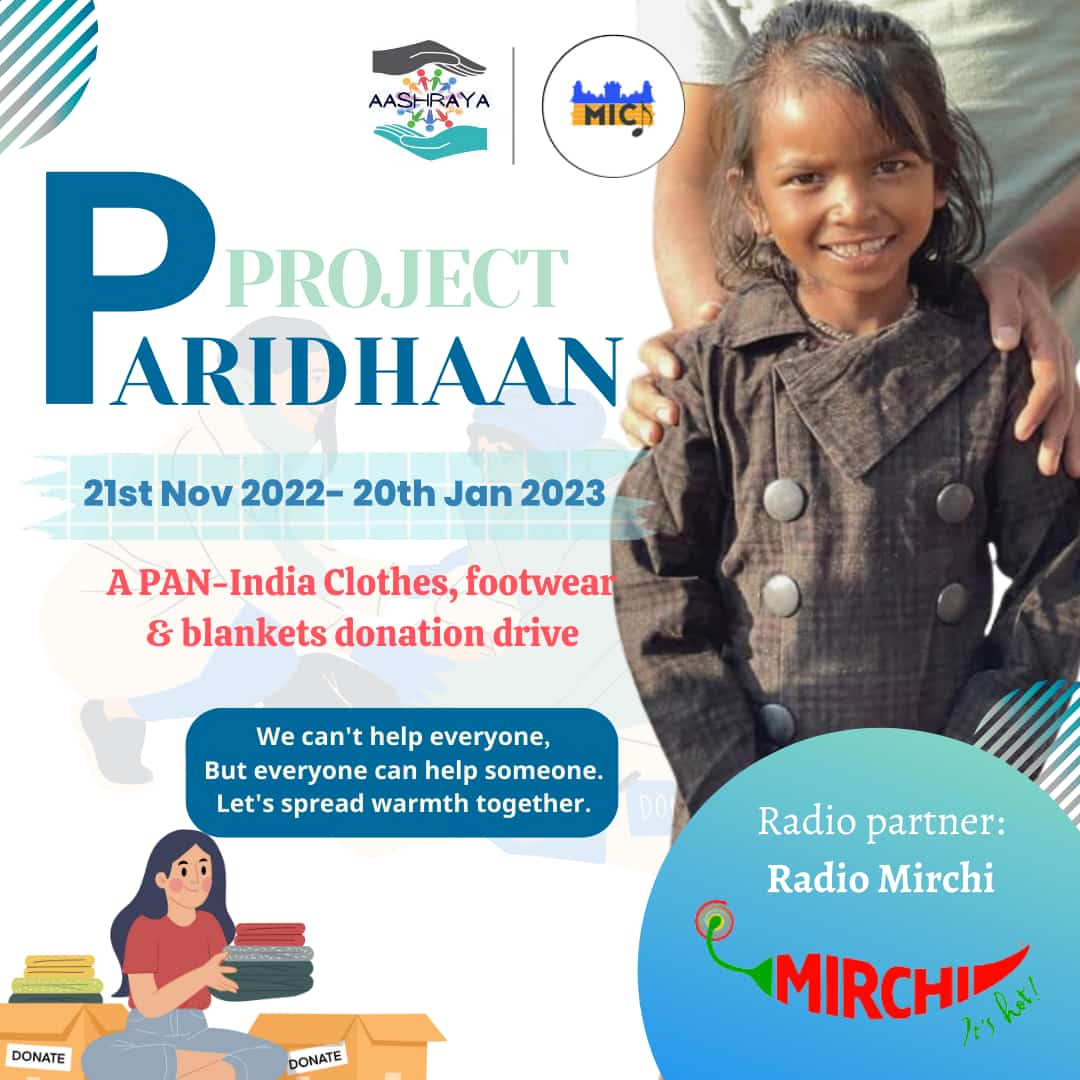 AASHRAYA
MIC
PROJECT
PARIDHAAN
21st Nov 2022- 20th Jan 2023
A PAN-India Clothes, footwear
& blankets donation drive
We can't help everyone,
But everyone can help someone.
Let's spread warmth together.
Radio partner:
Radio Mirchi
MIRCHI
It's hot!
DONATE
DONATE